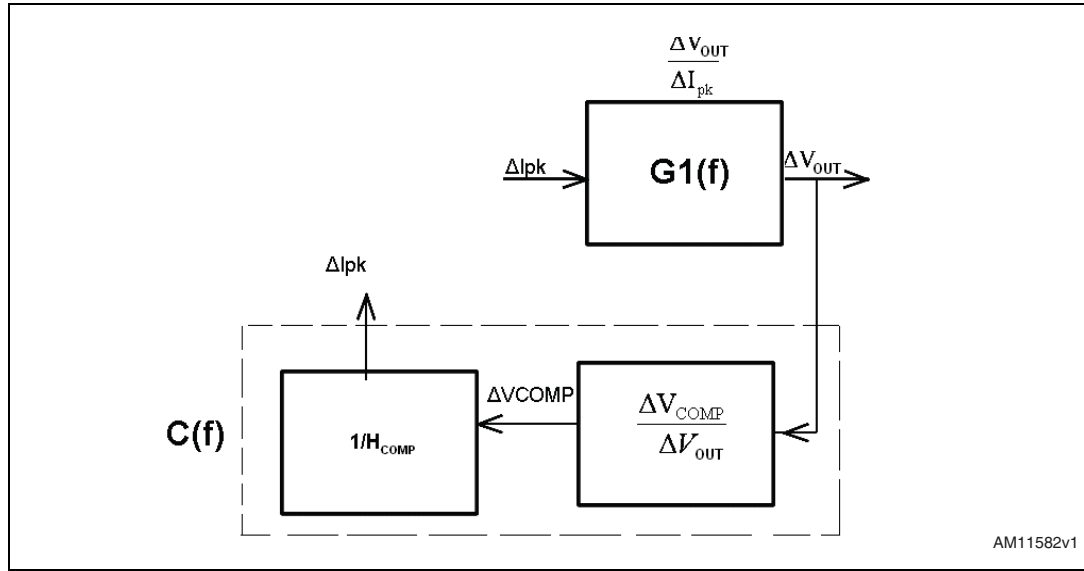 ΔV_OUT
ΔI_pk
ΔIpk
G1(f)
ΔV_OUT
ΔIpk
ΔVCOMP
ΔV_COMP
ΔV_OUT
C(f)
1/H_COMP
AM11582v1